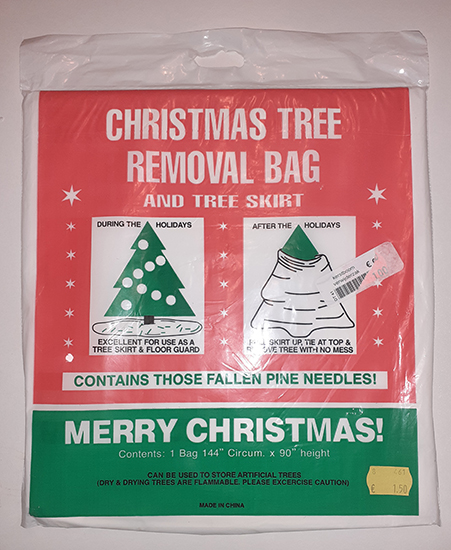 CHRISTMAS TREE
REMOVAL BAG
AND TREE SKIRT
DURING THE HOLIDAYS
EXCELLENT FOR USE AS A
TREE SKIRT & FLOOR GUARD
AFTER THE HOLIDAYS
SKIRT UP, TIE AT TOP &
TREE WITH NO MESS
kerstboom
verwijderzak
€
CONTAINS THOSE FALLEN PINE NEEDLES!
MERRY CHRISTMAS!
Contents: 1 Bag 144" Circum. x 90" height
CAN BE USED TO STORE ARTIFICIAL TREES
(DRY & DRYING TREES ARE FLAMMABLE. PLEASE EXCERCISE CAUTION)
MADE IN CHINA
€ 1.50